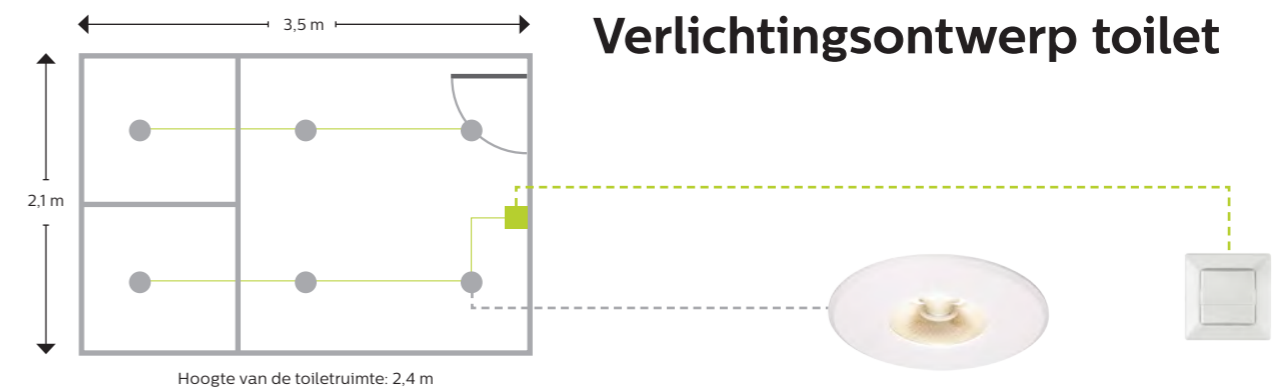 3,5 m
Verlichtingsontwerp toilet
2,1 m
Hoogte van de toiletruimte: 2,4 m